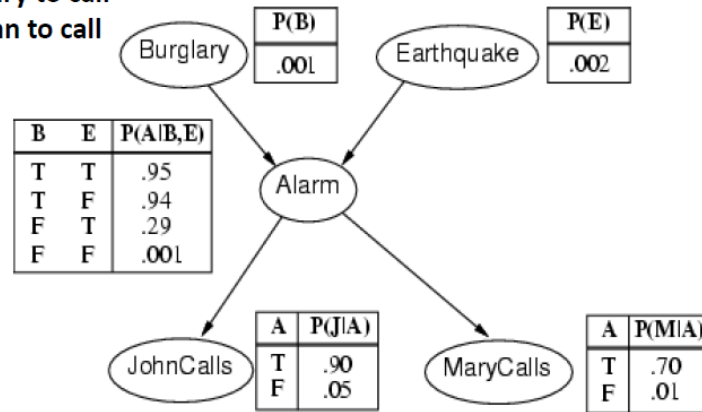 ry to call
n to call
Burglary
P(B)
.001
Earthquake
P(E)
.002
B E P(A|B,E)
T T .95
T F .94
F T .29
F F .001
Alarm
JohnCalls
A P(J|A)
T .90
F .05
MaryCalls
A P(M|A)
T .70
F .01